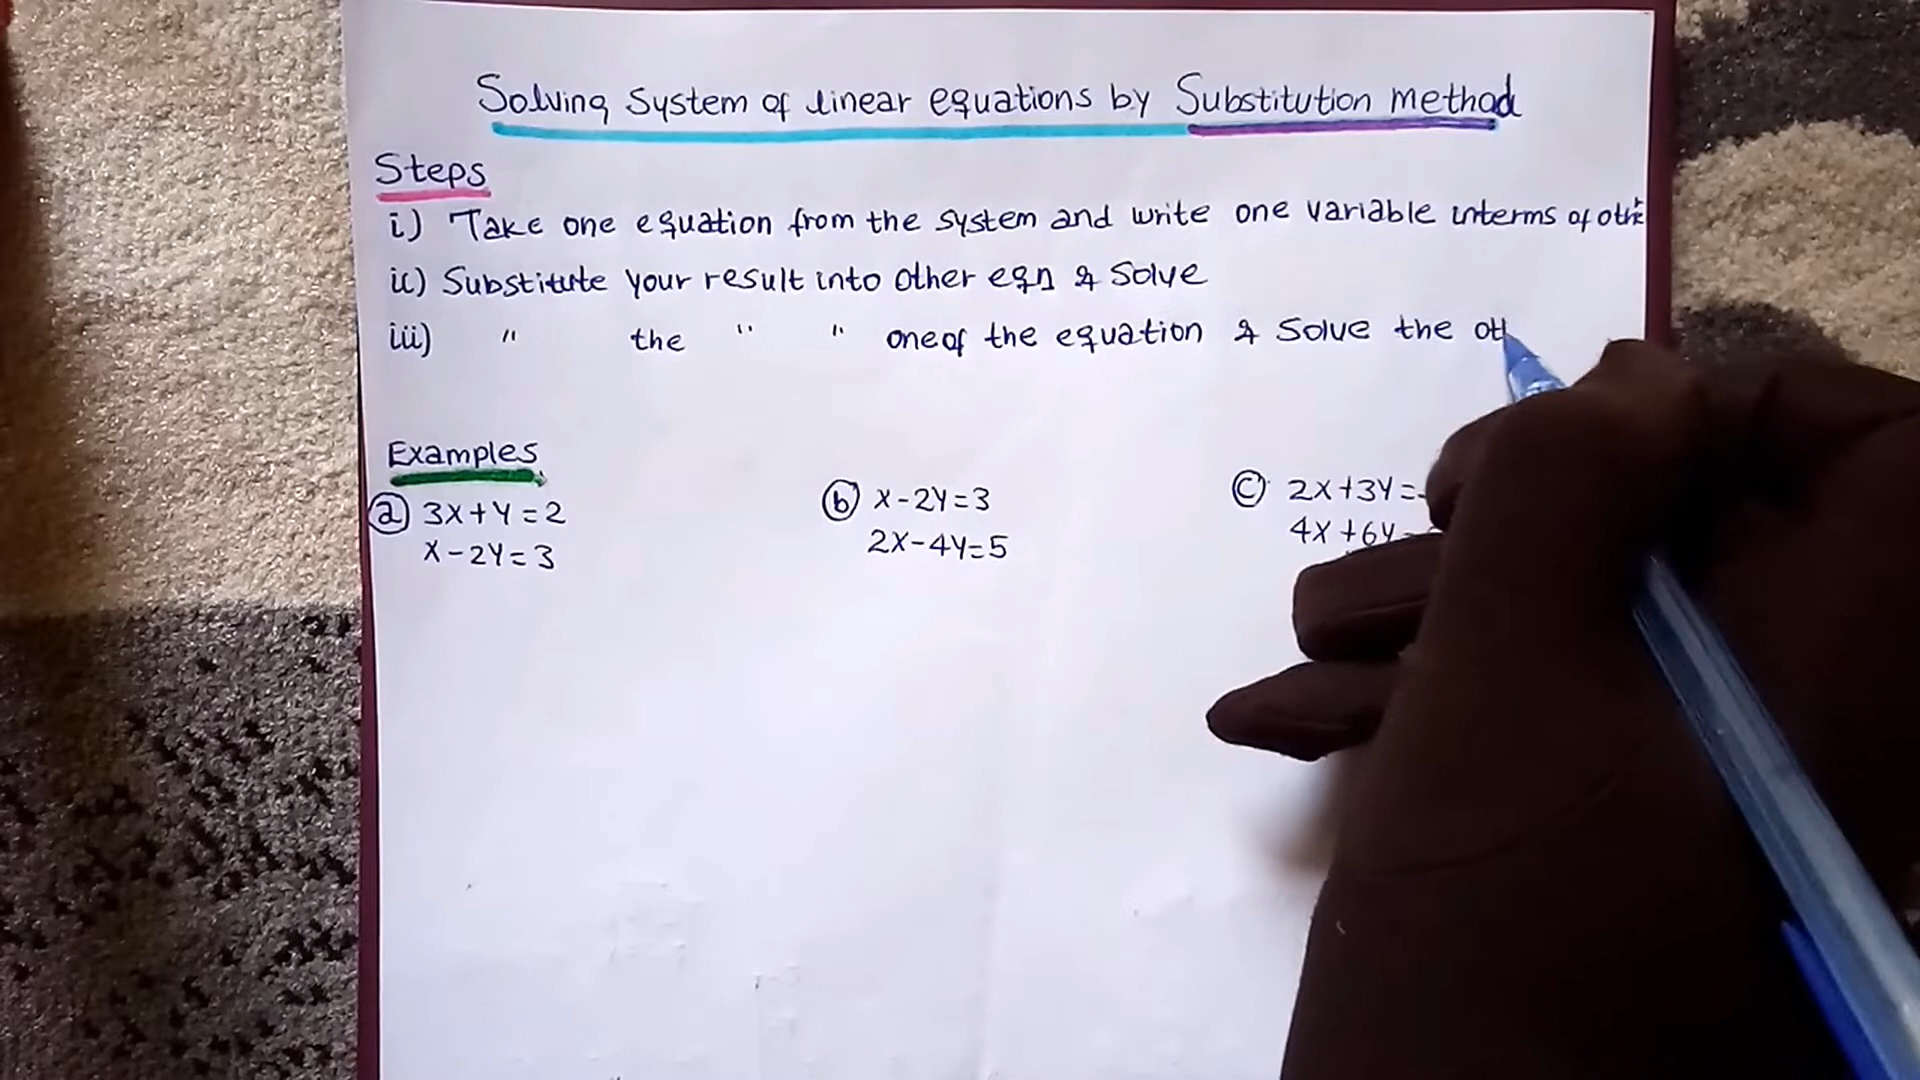 Solving System of linear equations by Substitution method
Steps
i) Take one equation from the system and write one variable interms of
ii) Substitute your result into other eqn & Solve
iii) " the " " one of the equation & Solve the
Examples
(a) 3x+y=2
x-2y=3
(b) x-2y=3
2x-4y=5
(c) 2x+3y=
4x+6y